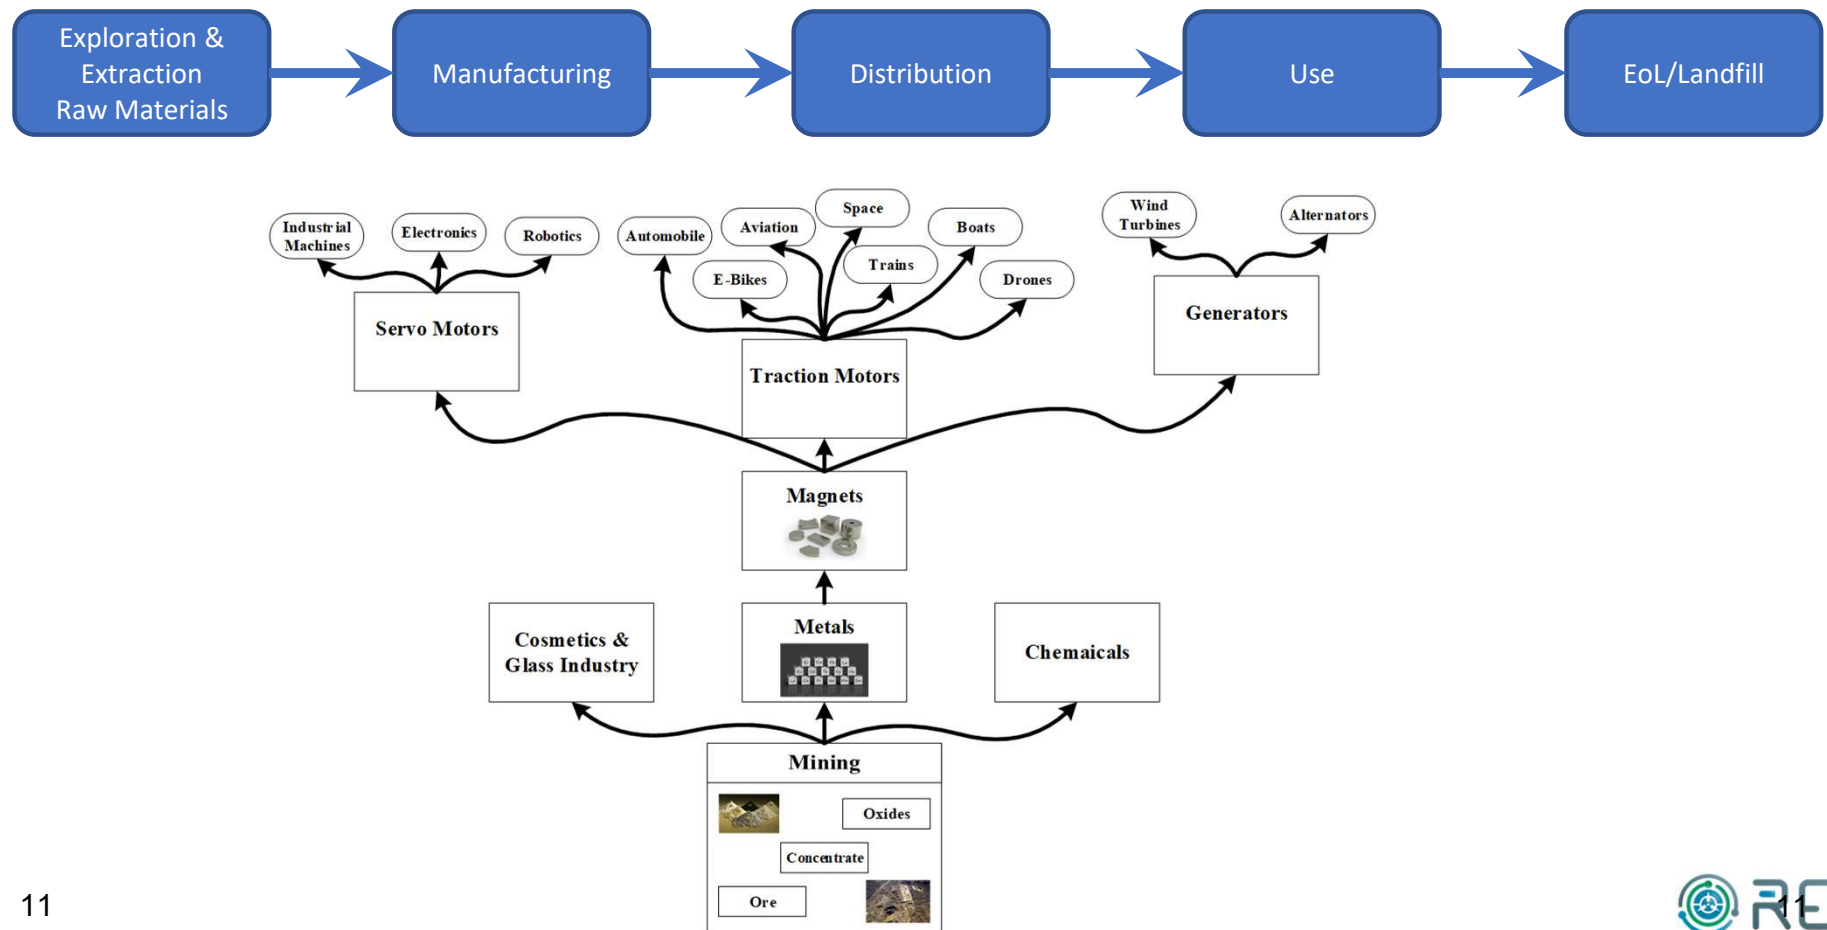 Exploration &
Extraction
Raw Materials
Manufacturing
Distribution
Use
EoL/Landfill
Industrial
Machines
Electronics
Robotics
Automobile
Aviation
Space
Boats
E-Bikes
Trains
Drones
Wind
Turbines
Alternators
Servo Motors
Traction Motors
Generators
Magnets
Cosmetics &
Glass Industry
Metals
Chemaicals
Mining
Oxides
Concentrate
Ore
11
RE
11